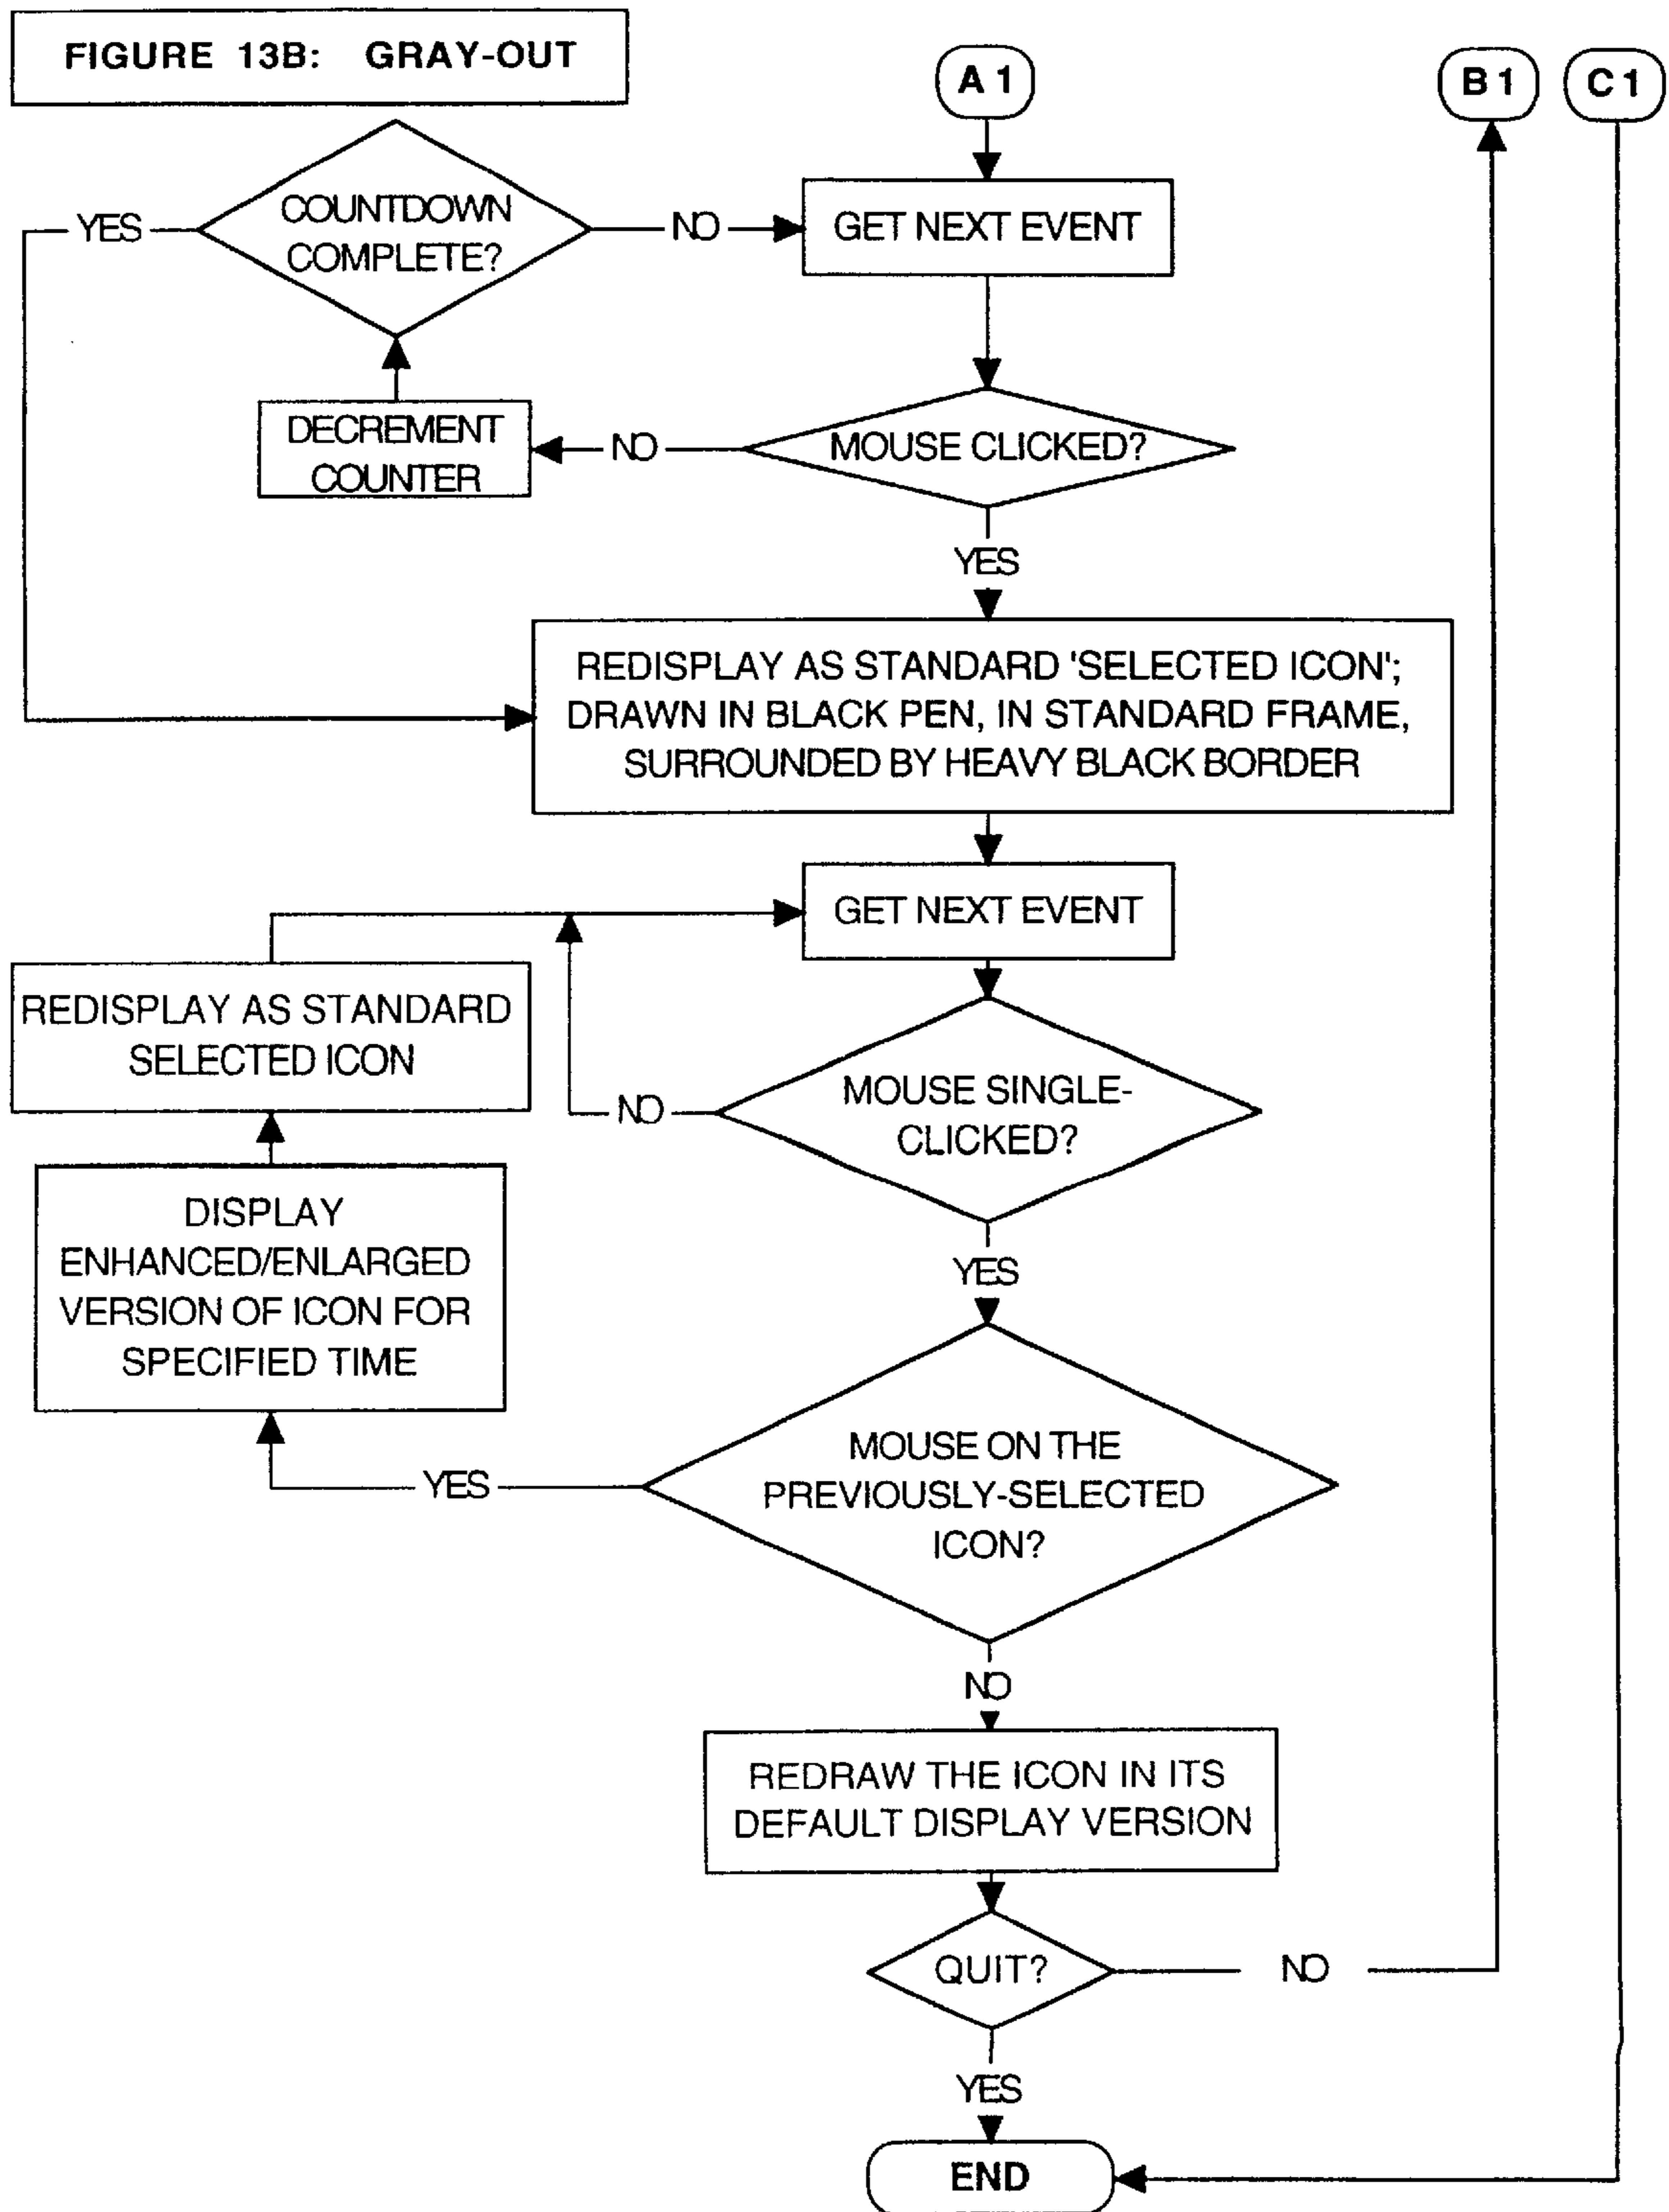 FIGURE 13B: GRAY-OUT
A1
B1
C1
COUNTDOWN
COMPLETE?
YES
NO
GET NEXT EVENT
DECREMENT
COUNTER
NO
MOUSE CLICKED?
YES
REDISPLAY AS STANDARD 'SELECTED ICON';
DRAWN IN BLACK PEN, IN STANDARD FRAME,
SURROUNDED BY HEAVY BLACK BORDER
GET NEXT EVENT
REDISPLAY AS STANDARD
SELECTED ICON
NO
MOUSE SINGLE-
CLICKED?
YES
DISPLAY
ENHANCED/ENLARGED
VERSION OF ICON FOR
SPECIFIED TIME
YES
MOUSE ON THE
PREVIOUSLY-SELECTED
ICON?
NO
REDRAW THE ICON IN ITS
DEFAULT DISPLAY VERSION
QUIT?
NO
YES
END